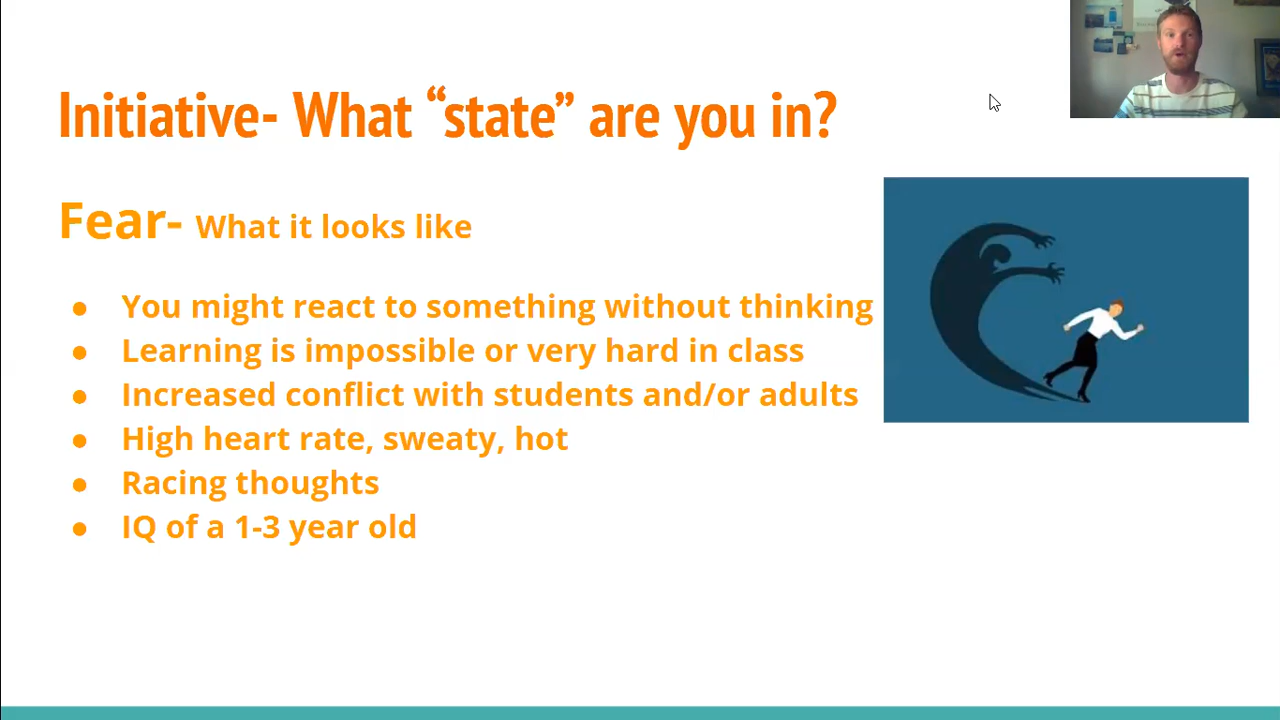 Initiative- What “state” are you in?
Fear- What it looks like
● You might react to something without thinking
● Learning is impossible or very hard in class
● Increased conflict with students and/or adults
● High heart rate, sweaty, hot
● Racing thoughts
● IQ of a 1-3 year old